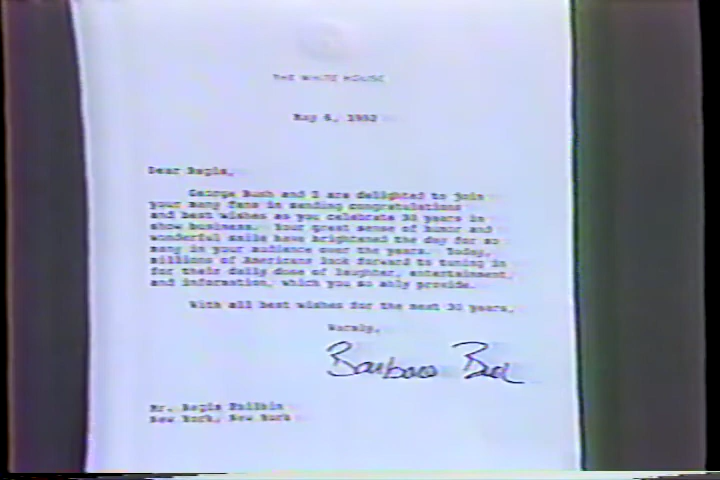 THE WHITE HOUSE
May 6, 1992
Dear Regis,
George Bush and I are delighted to join
your many fans in sending congratulations
and best wishes as you celebrate 30 years in
show business. Your great sense of humor and
wonderful smile have brightened the day for so
many in your audience over the years. Today,
millions of Americans look forward to tuning in
for their daily dose of laughter, entertainment,
and information, which you so ably provide.
With all best wishes for the next 30 years,
Warmly,
Barbara Bush
Mr. Regis Philbin
New York, New York